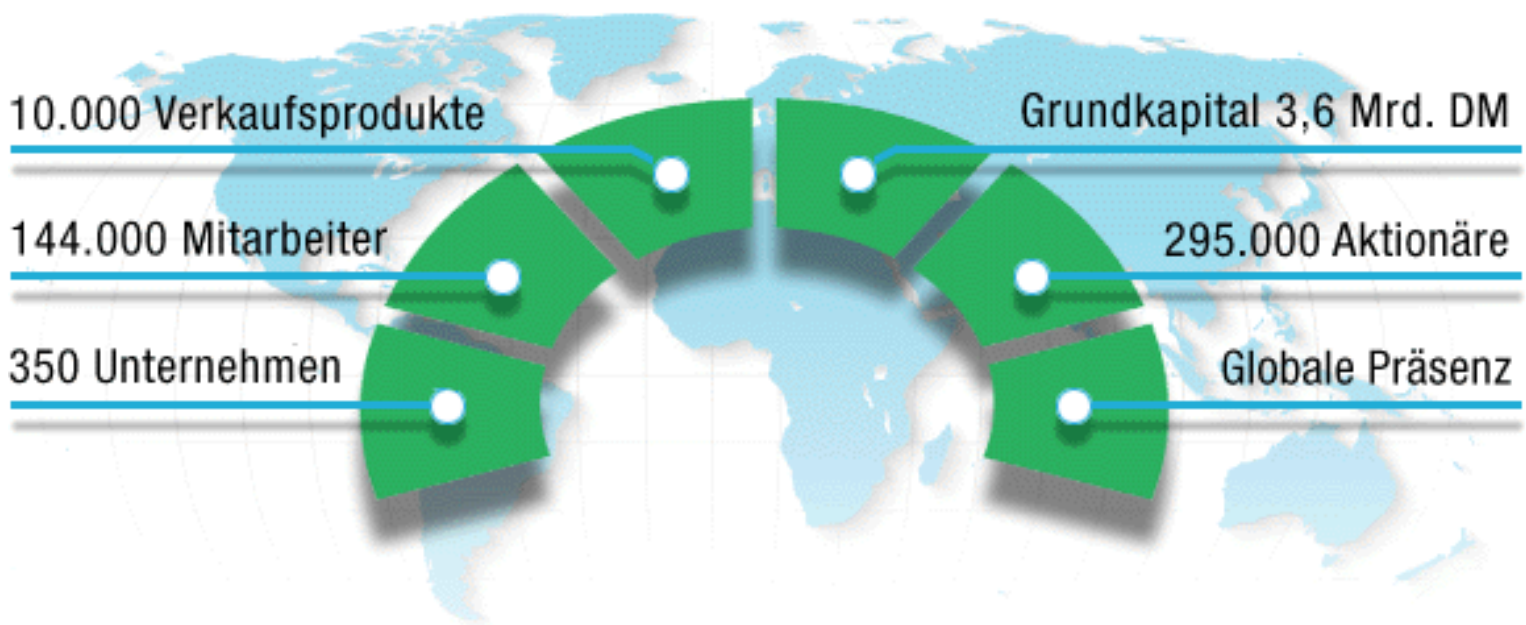 10.000 Verkaufsprodukte
Grundkapital 3,6 Mrd. DM
144.000 Mitarbeiter
295.000 Aktionäre
350 Unternehmen
Globale Präsenz